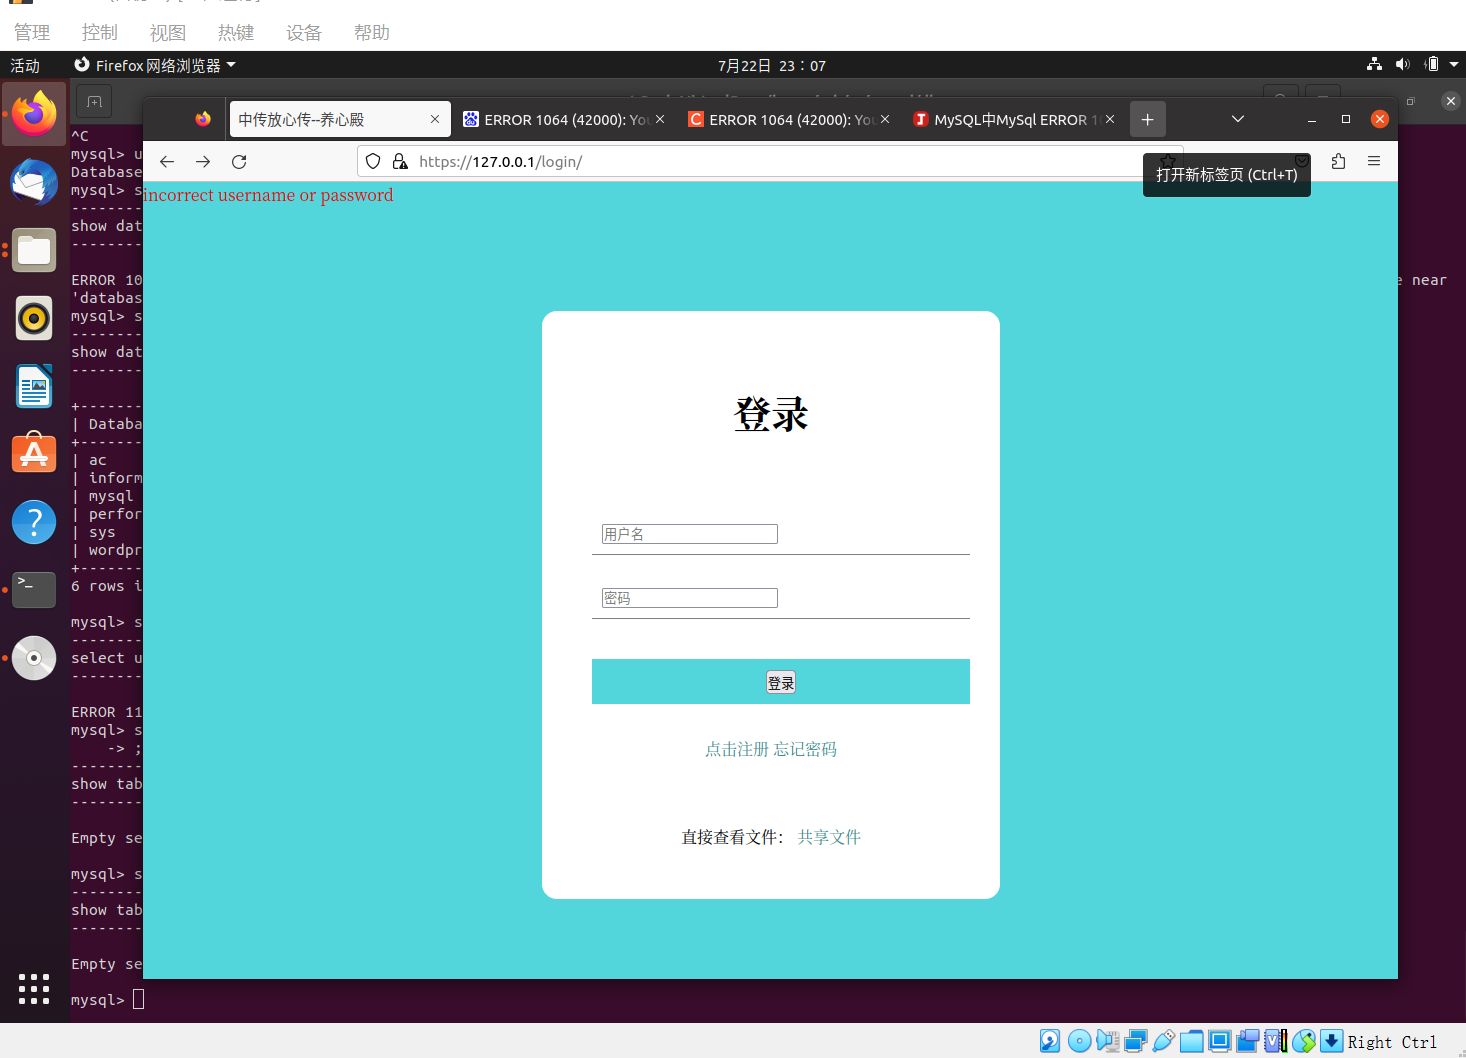 管理 控制 视图 热键 设备 帮助
活动 Firefox 网络浏览器 7月22日 23：07
中传放心传--养心殿 ERROR 1064 (42000): You ERROR 1064 (42000): You MySQL中MySql ERROR 1
https://127.0.0.1/login/
打开新标签页 (Ctrl+T)
incorrect username or password
登录
用户名
密码
登录
点击注册 忘记密码
直接查看文件： 共享文件
^C
mysql> u
Database
mysql> s
--------
show dat
--------
ERROR 10
e near
'databas
mysql> s
--------
show dat
--------
+-------
| Databa
+-------
| ac
| inform
| mysql
| perfor
| sys
| wordpr
+-------
6 rows i
mysql> s
--------
select u
--------
ERROR 11
mysql> s
-> ;
--------
show tab
--------
Empty se
mysql> s
--------
show tab
--------
Empty se
mysql>
Right Ctrl